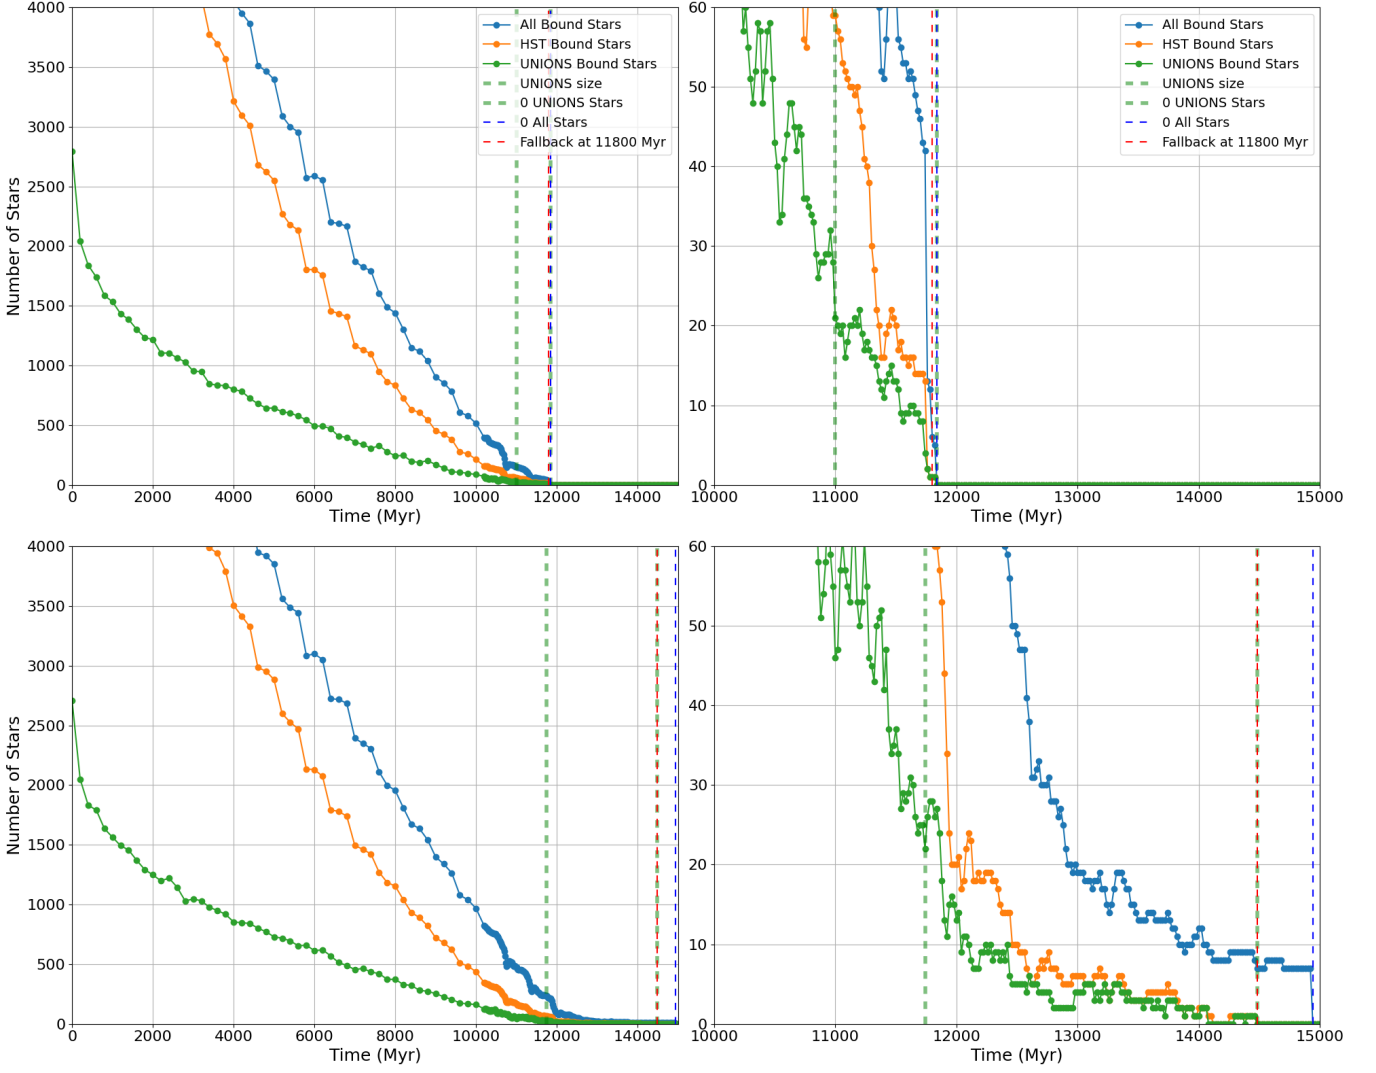 4000
3500
3000
2500
2000
1500
1000
500
0
Number of Stars
0 2000 4000 6000 8000 10000 12000 14000
Time (Myr)
All Bound Stars
HST Bound Stars
UNIONS Bound Stars
UNIONS size
0 UNIONS Stars
0 All Stars
Fallback at 11800 Myr
60
50
40
30
20
10
0
10000 11000 12000 13000 14000 15000
Time (Myr)
All Bound Stars
HST Bound Stars
UNIONS Bound Stars
UNIONS size
0 UNIONS Stars
0 All Stars
Fallback at 11800 Myr
4000
3500
3000
2500
2000
1500
1000
500
0
Number of Stars
0 2000 4000 6000 8000 10000 12000 14000
Time (Myr)
60
50
40
30
20
10
0
10000 11000 12000 13000 14000 15000
Time (Myr)